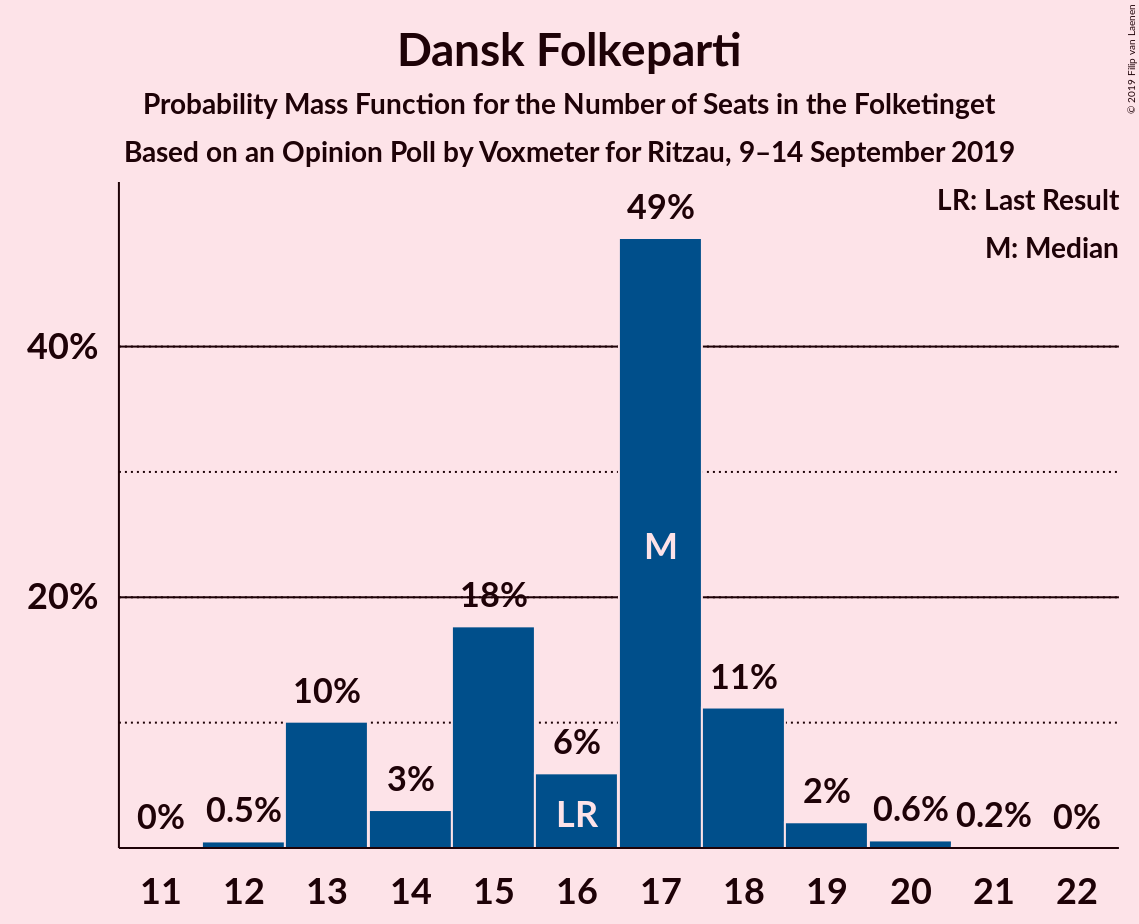 Dansk Folkeparti
Probability Mass Function for the Number of Seats in the Folketinget
Based on an Opinion Poll by Voxmeter for Ritzau, 9–14 September 2019
© 2019 Filip van Laenen
LR: Last Result
M: Median
40%
20%
0%
0.5%
10%
3%
18%
6%
49%
11%
2%
0.6%
0.2%
0%
LR
M
11 12 13 14 15 16 17 18 19 20 21 22